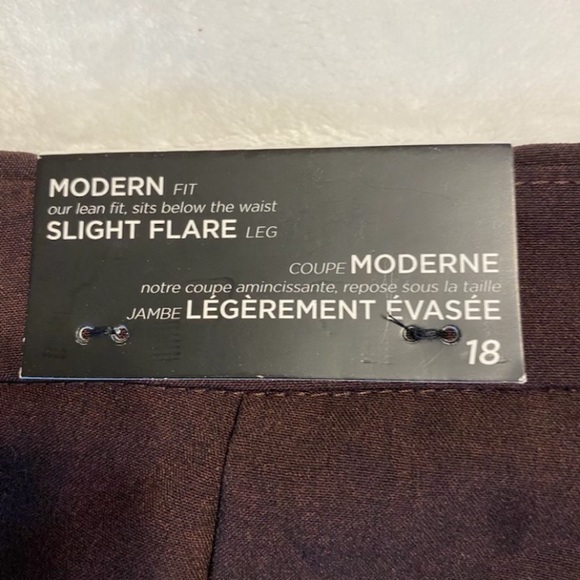 MODERN FIT
our lean fit, sits below the waist
SLIGHT FLARE LEG
COUPE MODERNE
notre coupe amincissante, repose sous la taille
JAMBE LÉGÈREMENT ÉVASÉE
18